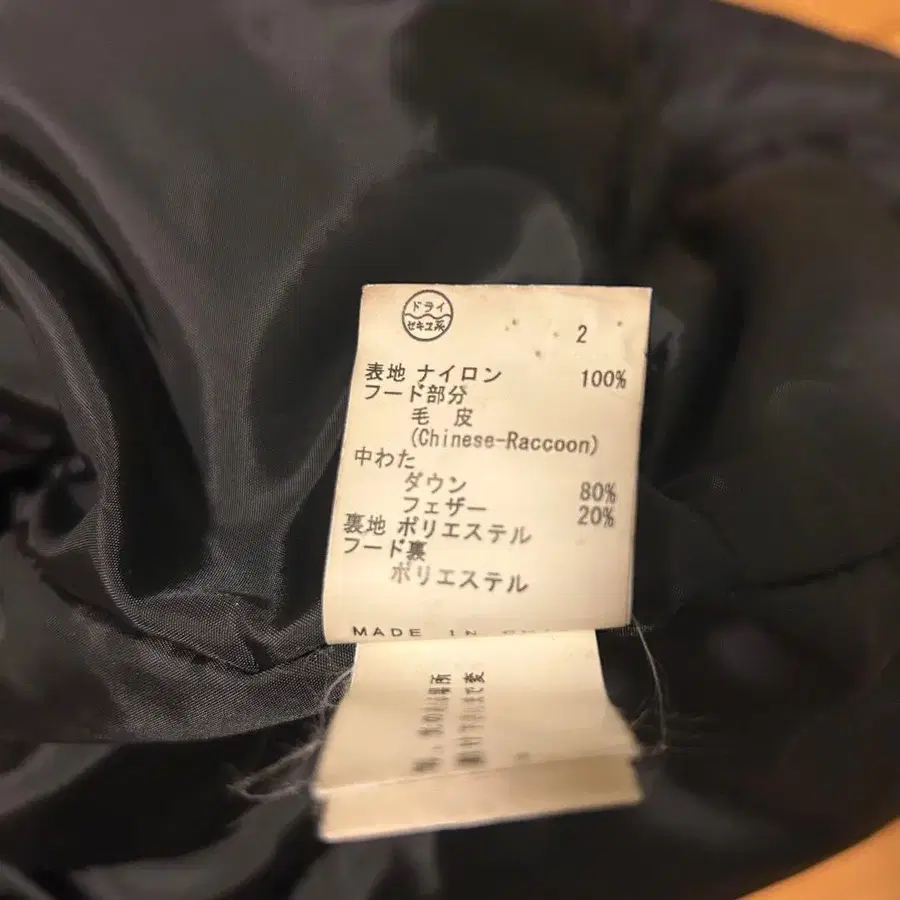 ドライ
セキユ系
2
表地 ナイロン 100%
フード部分
毛 皮
(Chinese-Raccoon)
中わた
ダウン 80%
フェザー 20%
裏地 ポリエステル
フード裏
ポリエステル
MADE IN